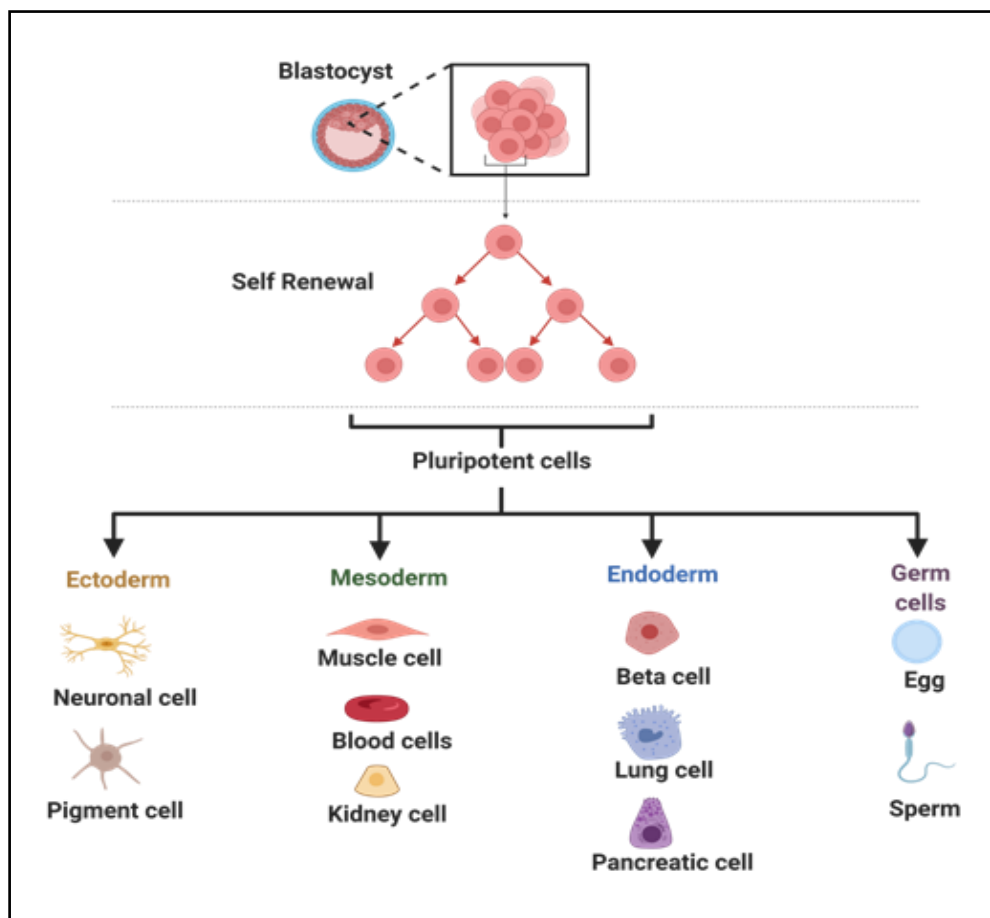 Blastocyst
Self Renewal
Pluripotent cells
Ectoderm
Neuronal cell
Pigment cell
Mesoderm
Muscle cell
Blood cells
Kidney cell
Endoderm
Beta cell
Lung cell
Pancreatic cell
Germ
cells
Egg
Sperm